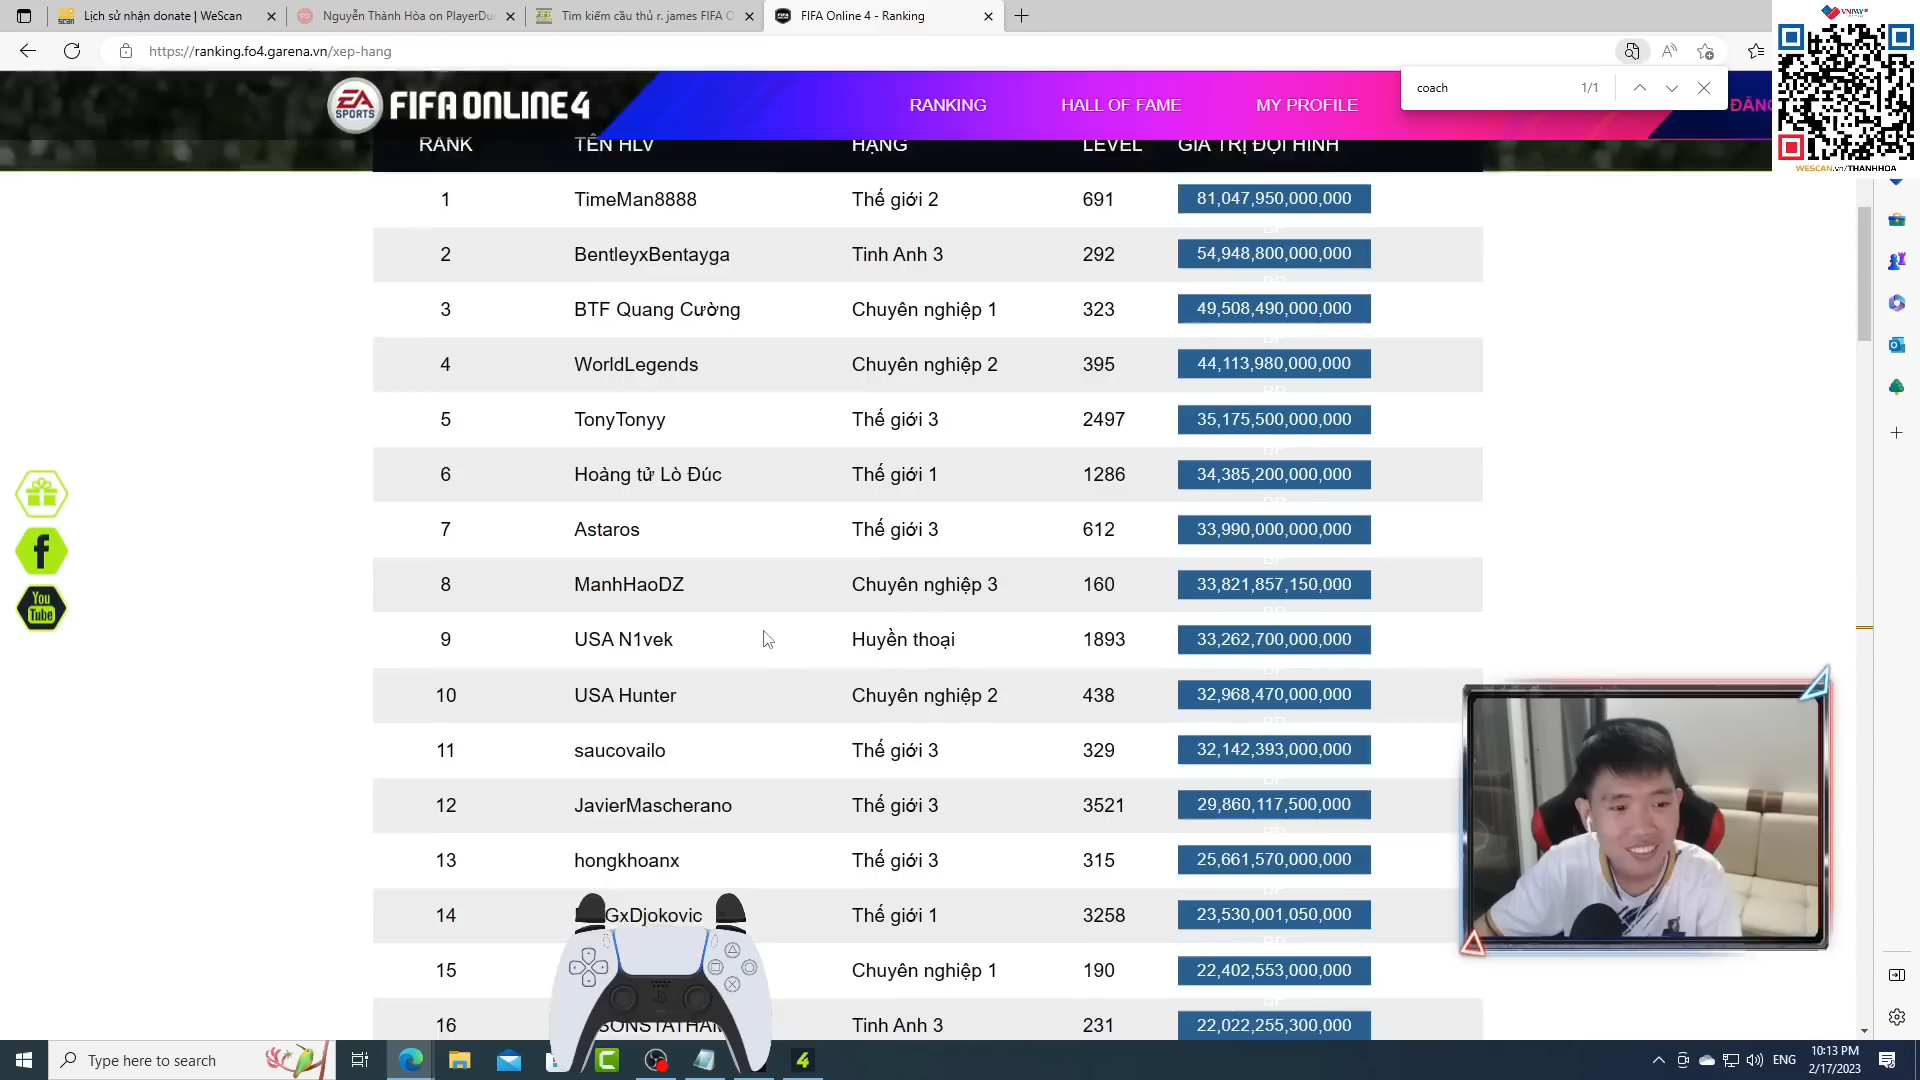 Lịch sử nhận donate | WeScan
Nguyễn Thành Hòa on PlayerDu
Tìm kiếm cầu thủ r. james FIFA O
FIFA Online 4 - Ranking
https://ranking.fo4.garena.vn/xep-hang
VNPAY
coach 1/1
EA SPORTS
FIFA ONLINE 4
RANKING HALL OF FAME MY PROFILE ĐĂNG
WESCAN.vn/THANHHOA
RANK TÊN HLV HẠNG LEVEL GIÁ TRỊ ĐỘI HÌNH
1 TimeMan8888 Thế giới 2 691 81,047,950,000,000
2 BentleyxBentayga Tinh Anh 3 292 54,948,800,000,000
3 BTF Quang Cường Chuyên nghiệp 1 323 49,508,490,000,000
4 WorldLegends Chuyên nghiệp 2 395 44,113,980,000,000
5 TonyTonyy Thế giới 3 2497 35,175,500,000,000
6 Hoàng tử Lò Đúc Thế giới 1 1286 34,385,200,000,000
7 Astaros Thế giới 3 612 33,990,000,000,000
8 ManhHaoDZ Chuyên nghiệp 3 160 33,821,857,150,000
9 USA N1vek Huyền thoại 1893 33,262,700,000,000
10 USA Hunter Chuyên nghiệp 2 438 32,968,470,000,000
11 saucovailo Thế giới 3 329 32,142,393,000,000
12 JavierMascherano Thế giới 3 3521 29,860,117,500,000
13 hongkhoanx Thế giới 3 315 25,661,570,000,000
14 GxDjokovic Thế giới 1 3258 23,530,001,050,000
15 Chuyên nghiệp 1 190 22,402,553,000,000
16 Tinh Anh 3 231 22,022,255,300,000
You
Tube
Type here to search
ENG
10:13 PM
2/17/2023